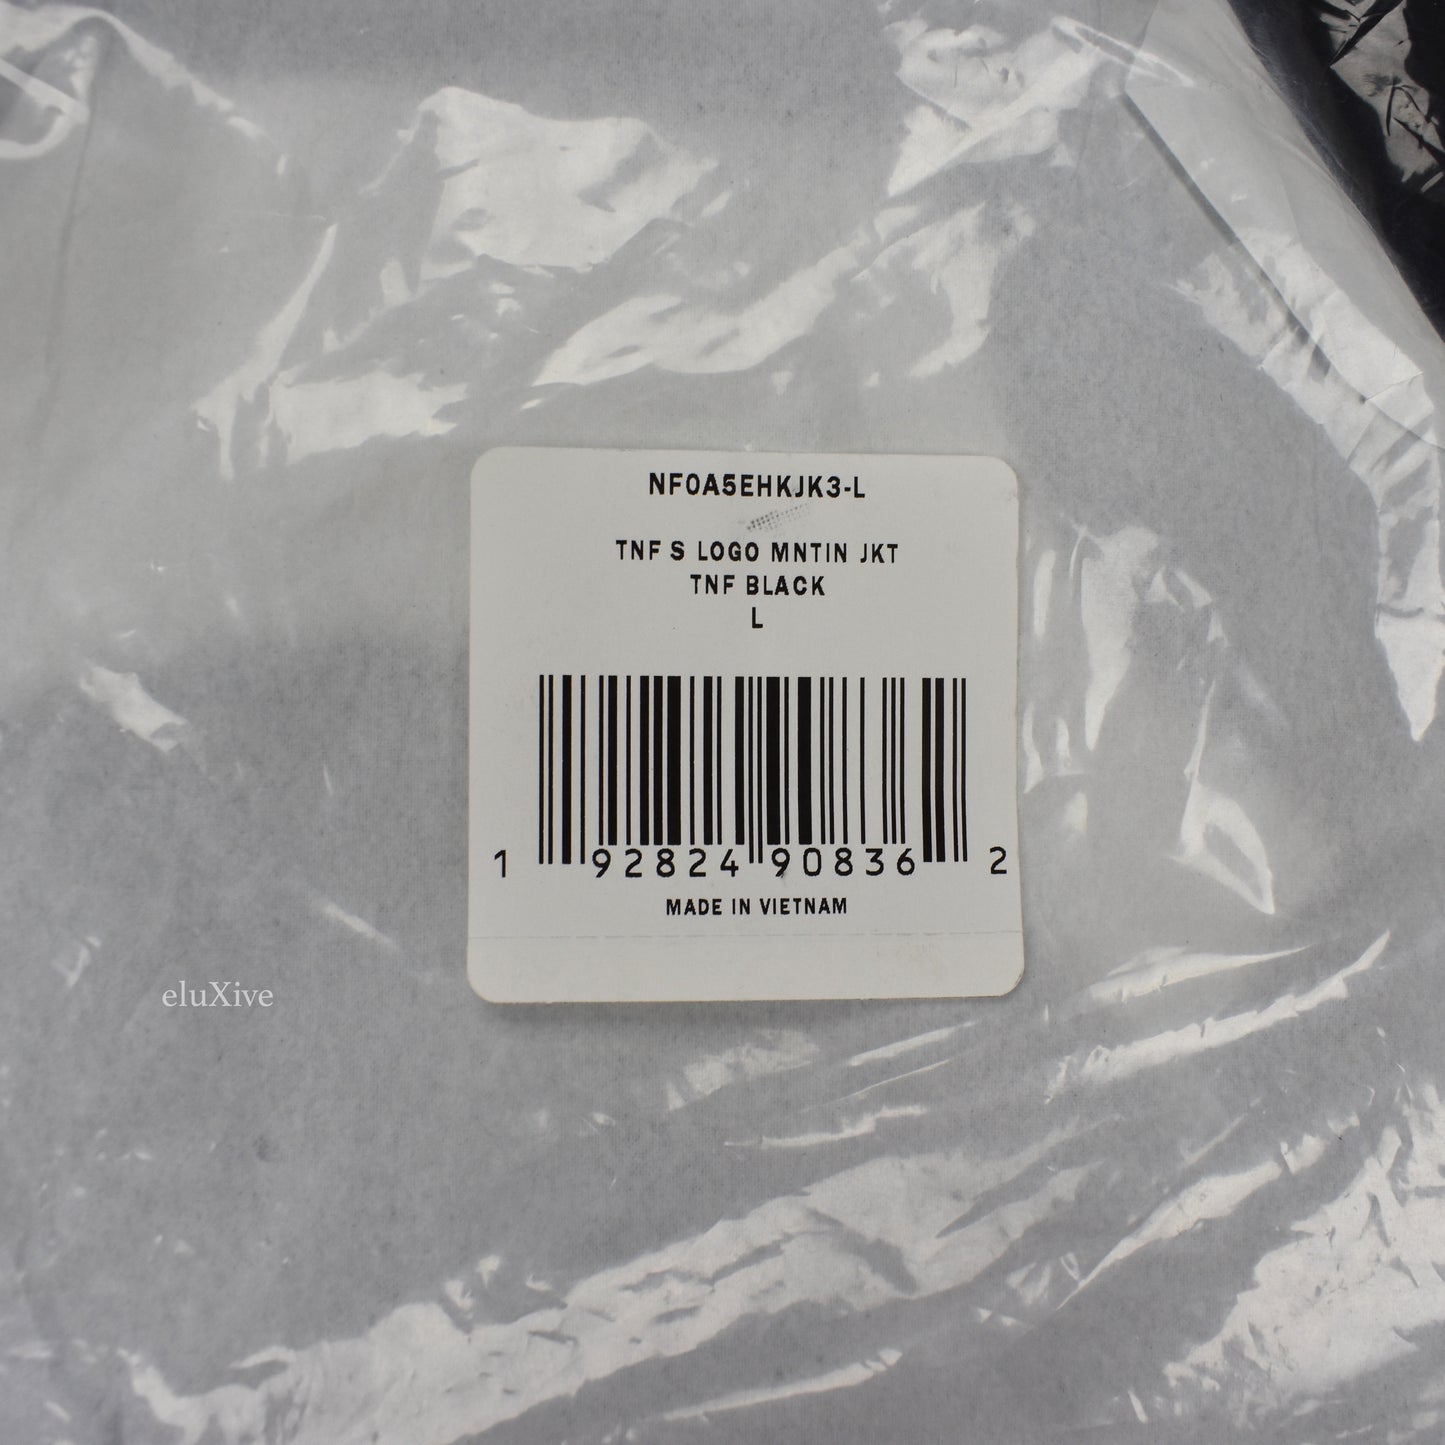 NF0A5EHKJK3-L
TNF S LOGO MNTIN JKT
TNF BLACK
L
1 92824 90836 2
MADE IN VIETNAM
eluXive